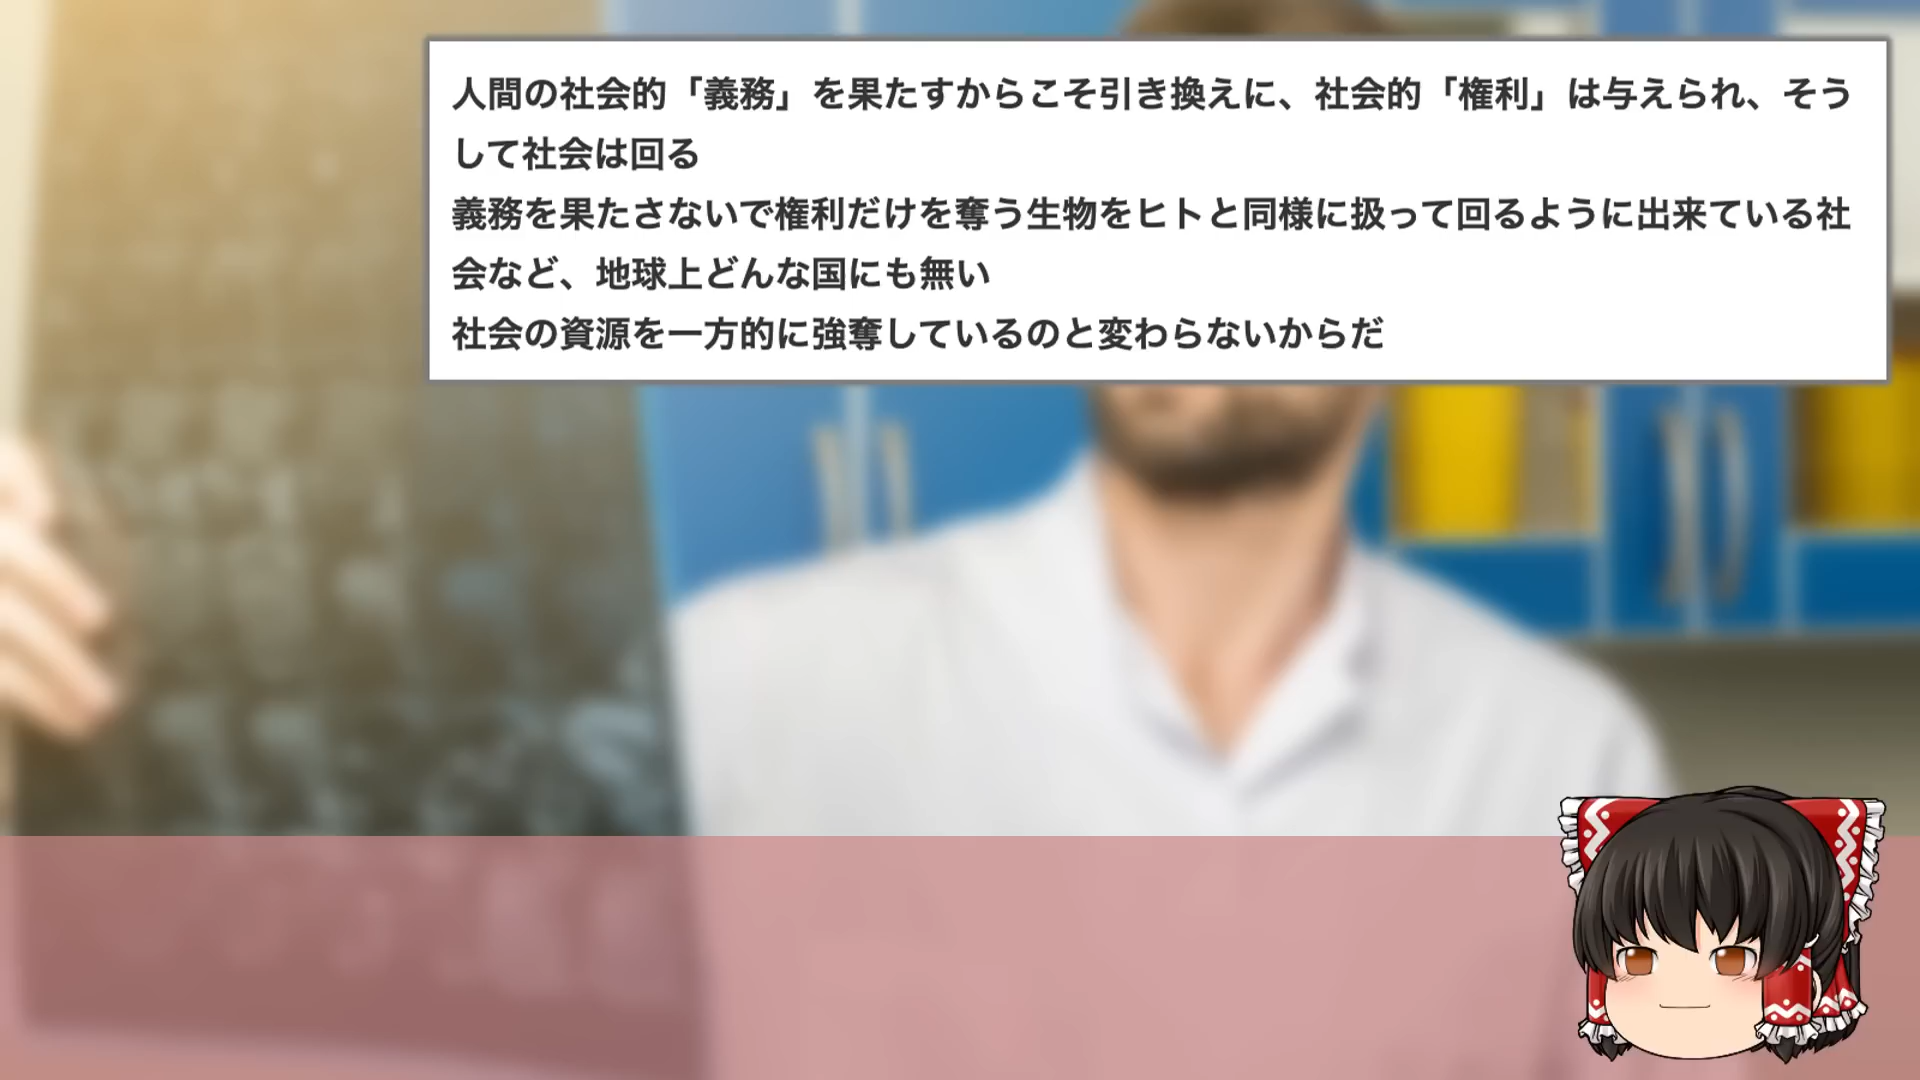 人間の社会的「義務」を果たすからこそ引き換えに、社会的「権利」は与えられ、そう
して社会は回る
義務を果たさないで権利だけを奪う生物をヒトと同様に扱って回るように出来ている社
会など、地球上どんな国にも無い
社会の資源を一方的に強奪しているのと変わらないからだ